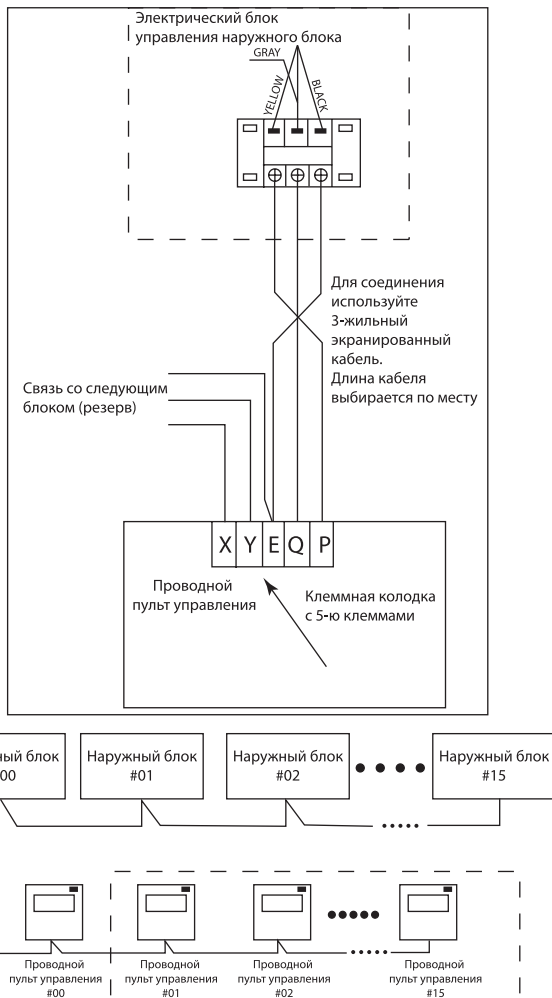 Электрический блок
управления наружного блока
GRAY
YELLOW
BLACK
Для соединения
используйте
3-жильный
экранированный
кабель.
Длина кабеля
выбирается по месту
Связь со следующим
блоком (резерв)
X Y E Q P
Проводной
пульт управления
Клеммная колодка
с 5-ю клеммами
блок
Наружный блок
#01
Наружный блок
#02
Наружный блок
#15
Проводной
пульт управления
#00
Проводной
пульт управления
#01
Проводной
пульт управления
#02
Проводной
пульт управления
#15